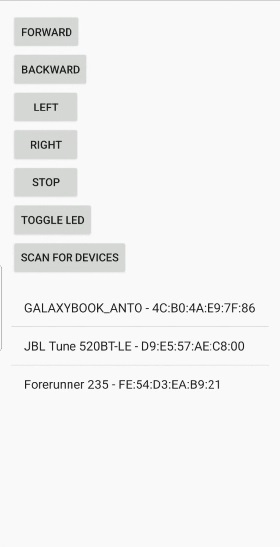 FORWARD
BACKWARD
LEFT
RIGHT
STOP
TOGGLE LED
SCAN FOR DEVICES
GALAXYBOOK_ANTO - 4C:B0:4A:E9:7F:86
JBL Tune 520BT-LE - D9:E5:57:AE:C8:00
Forerunner 235 - FE:54:D3:EA:B9:21